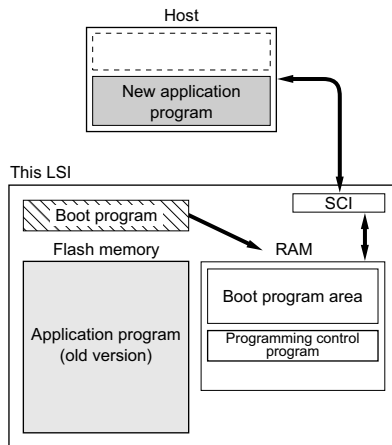 Host
New application
program
This LSI
SCI
Boot program
Flash memory
RAM
Application program
(old version)
Boot program area
Programming control
program